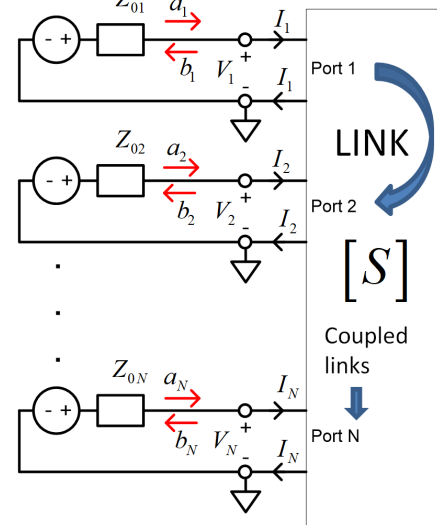 Z01 a1 I1
- +
b1 V1 + Port 1
- I1
LINK
Z02 a2 I2
- +
b2 V2 + Port 2
- I2
[S]
Coupled
links
Z0N aN IN
- +
bN VN + Port N
- IN